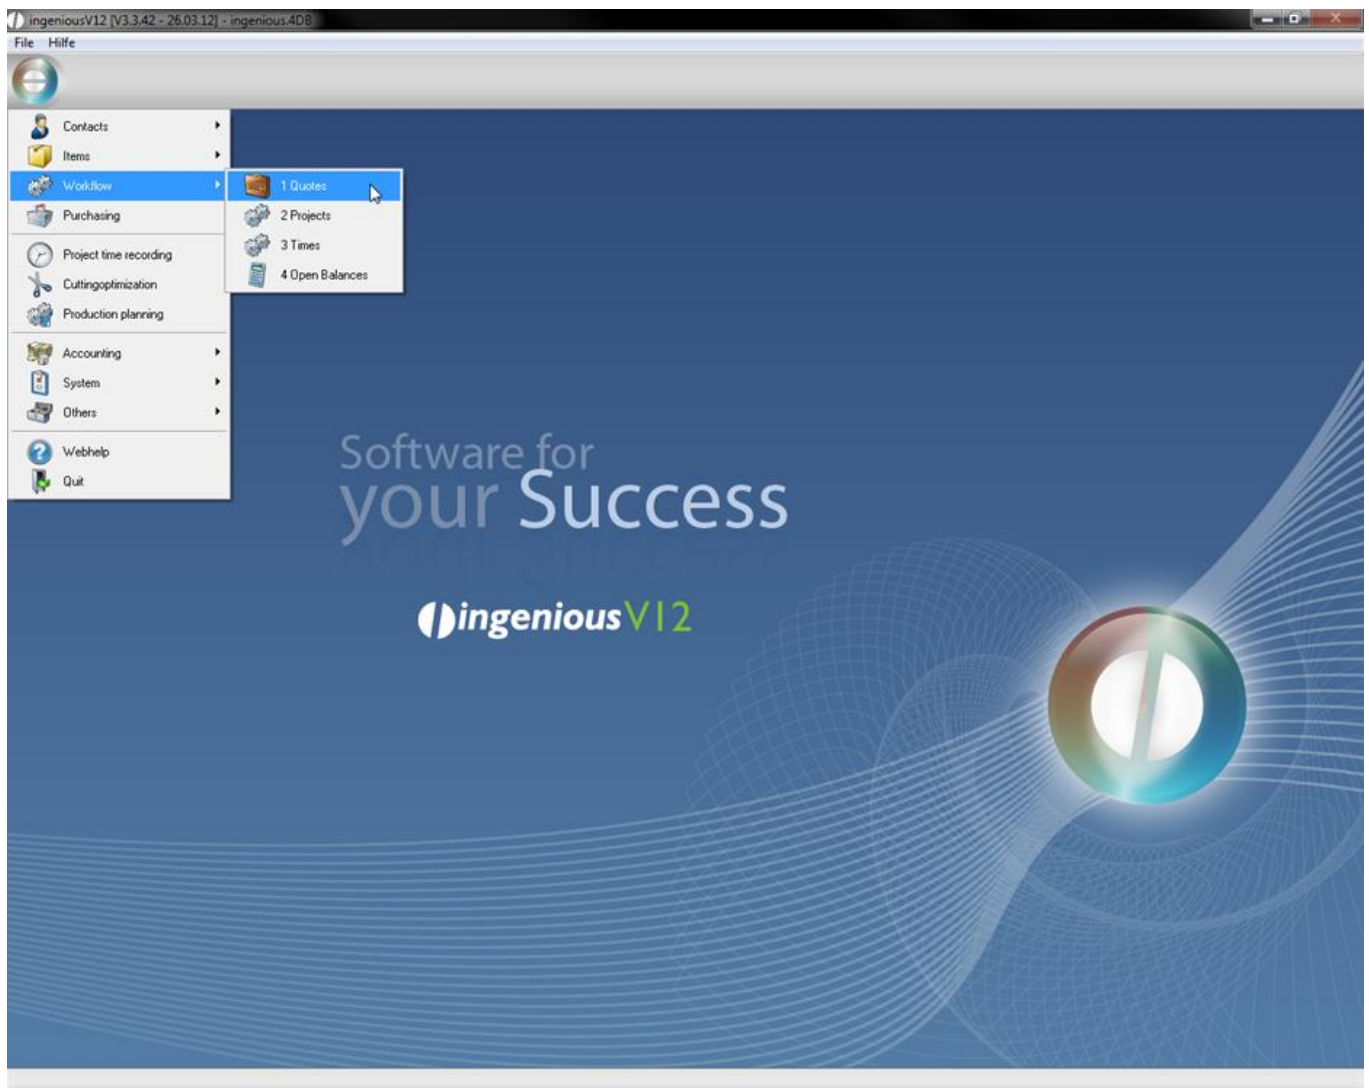 ingeniousV12 [V3.3.42 - 26.03.12] - ingenious.4DB
File Hilfe
Contacts
Items
Workflow
Purchasing
Project time recording
Cuttingoptimization
Production planning
Accounting
System
Others
Webhelp
Quit
1 Quotes
2 Projects
3 Times
4 Open Balances
Software for
your Success
ingeniousV12